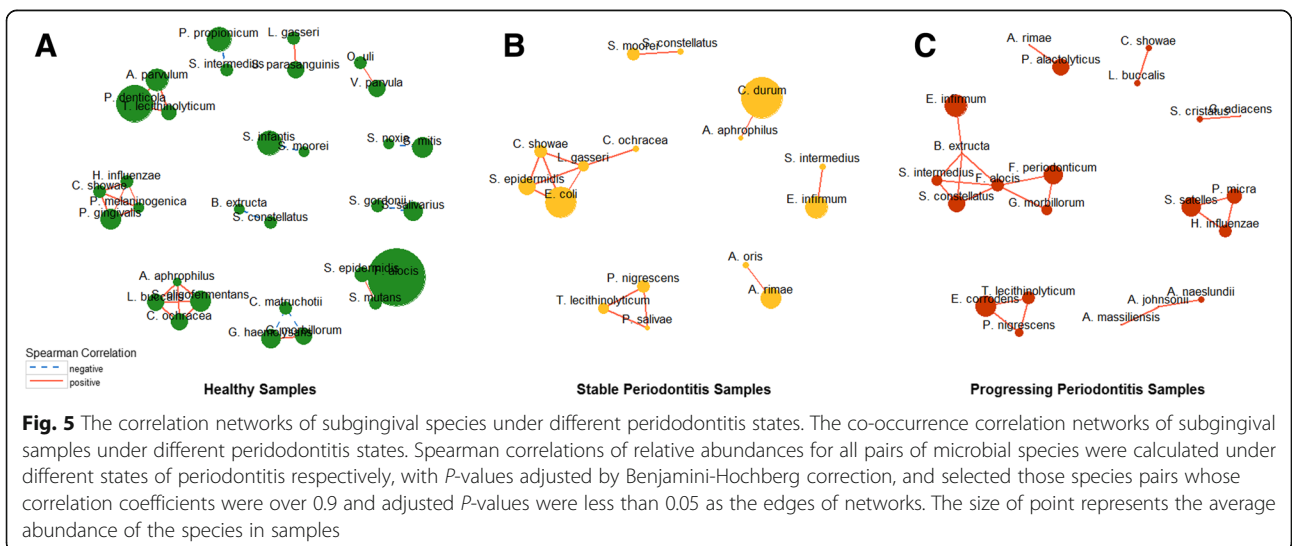 A
P. propionicum
L. gasseri
S. intermedius
S. parasanguinis
O. uli
V. parvula
A. parvulum
P. denticola
T. lecithinolyticum
S. infantis
S. moorei
S. noxia
S. mitis
H. influenzae
C. showae
P. melaninogenica
P. gingivalis
B. extructa
S. constellatus
S. gordonii
S. salivarius
A. aphrophilus
S. oligofermentans
L. buccalis
C. ochracea
S. epidermidis
F. alocis
S. mutans
C. matruchotii
G. haemolysans
G. morbillorum
Spearman Correlation
negative
positive
Healthy Samples
B
S. moorei
S. constellatus
C. durum
A. aphrophilus
C. showae
C. ochracea
L. gasseri
S. epidermidis
E. coli
S. intermedius
E. infirmum
A. oris
A. rimae
P. nigrescens
T. lecithinolyticum
P. salivae
Stable Periodontitis Samples
C
A. rimae
P. alactolyticus
C. showae
L. buccalis
E. infirmum
S. cristatus
G. adiacens
B. extructa
S. intermedius
F. alocis
F. periodonticum
S. constellatus
G. morbillorum
P. micra
S. satelles
H. influenzae
T. lecithinolyticum
E. corrodens
P. nigrescens
A. naeslundii
A. johnsonii
A. massiliensis
Progressing Periodontitis Samples
Fig. 5 The correlation networks of subgingival species under different peridodontitis states. The co-occurrence correlation networks of subgingival
samples under different peridodontitis states. Spearman correlations of relative abundances for all pairs of microbial species were calculated under
different states of periodontitis respectively, with P-values adjusted by Benjamini-Hochberg correction, and selected those species pairs whose
correlation coefficients were over 0.9 and adjusted P-values were less than 0.05 as the edges of networks. The size of point represents the average
abundance of the species in samples